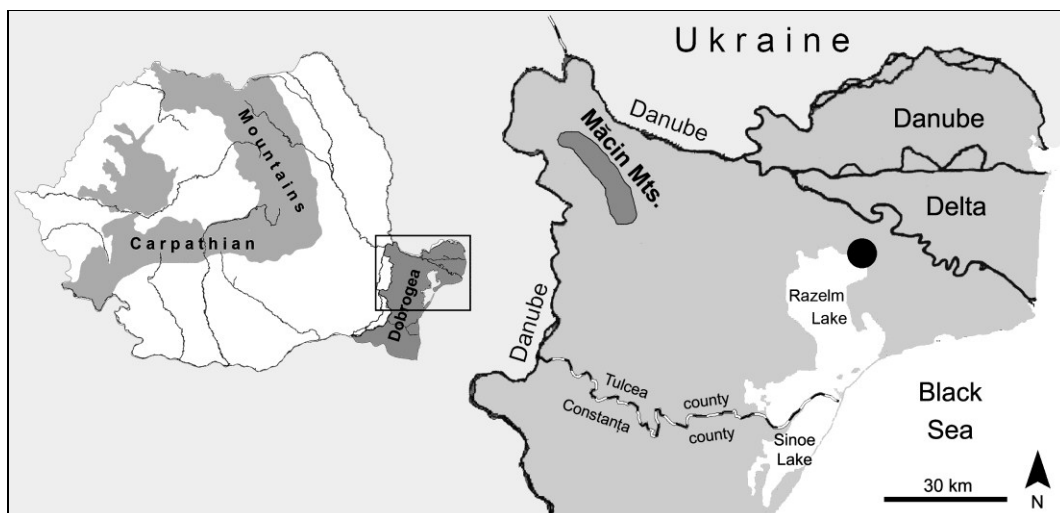 Mountains
Carpathian
Dobrogea
Ukraine
Danube
Măcin Mts.
Danube
Delta
Danube
Razelm
Lake
Tulcea
county
Constanța
county
Sinoe
Lake
Black
Sea
30 km
N